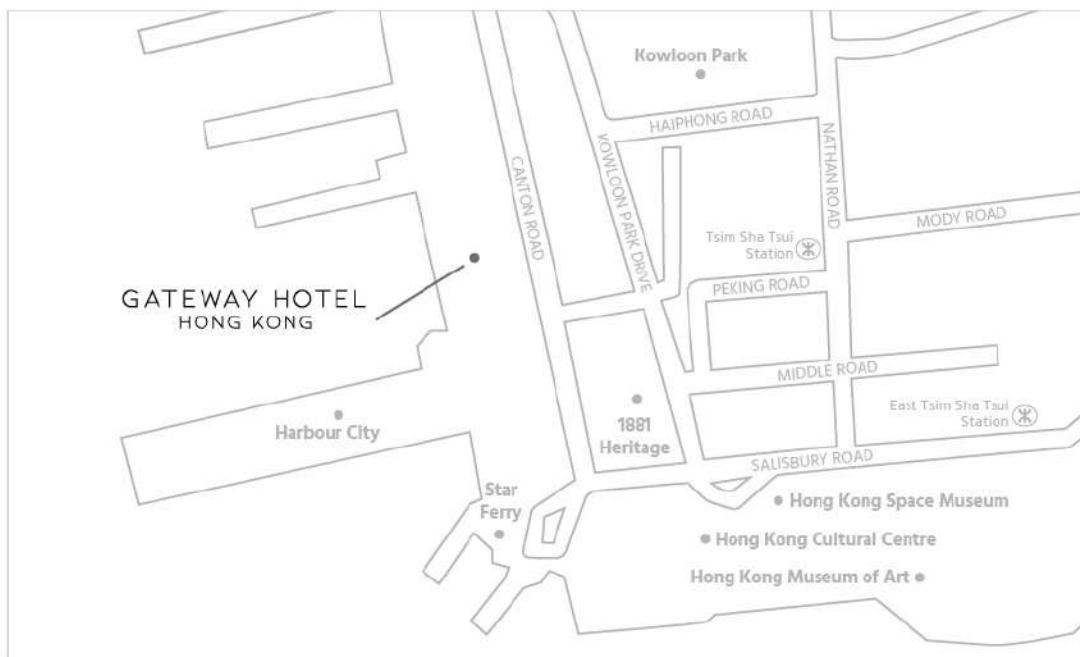 Kowloon Park
HAIPHONG ROAD
NATHAN ROAD
CANTON ROAD
KOWLOON PARK DRIVE
MODY ROAD
Tsim Sha Tsui
Station
PEKING ROAD
GATEWAY HOTEL
HONG KONG
MIDDLE ROAD
East Tsim Sha Tsui
Station
Harbour City
1881
Heritage
SALISBURY ROAD
Star
Ferry
Hong Kong Space Museum
Hong Kong Cultural Centre
Hong Kong Museum of Art